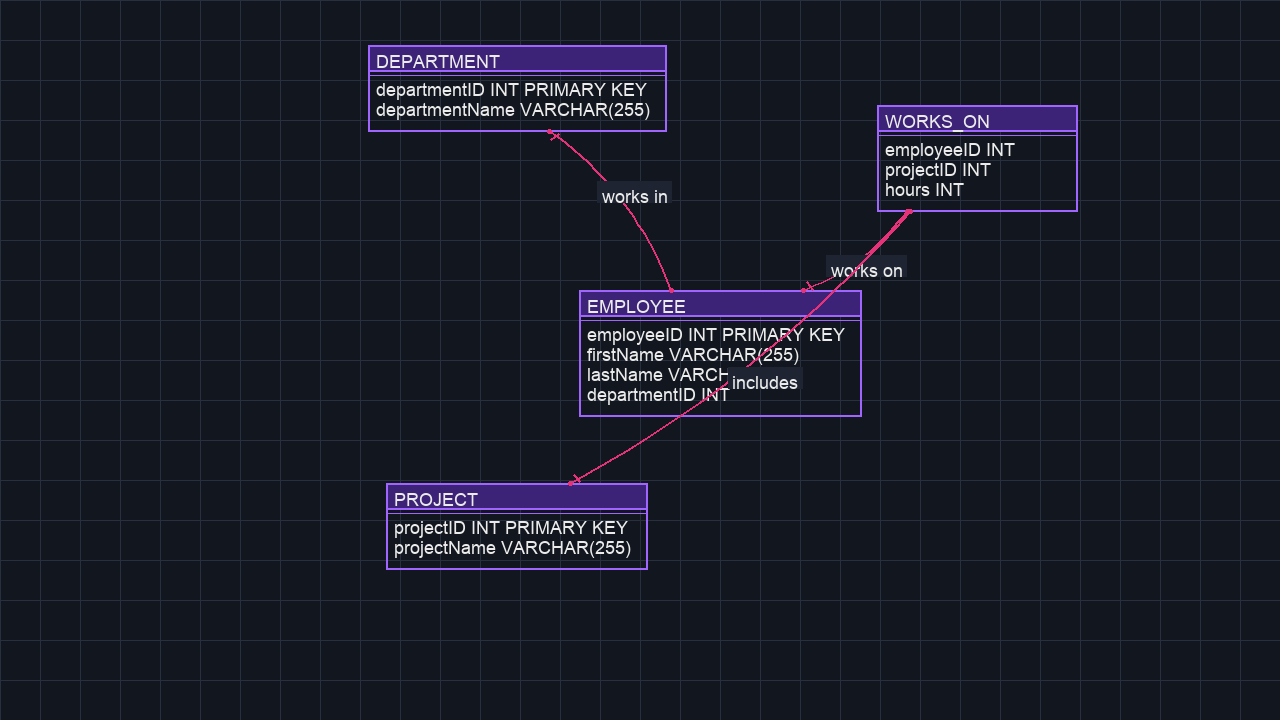 DEPARTMENT
departmentID INT PRIMARY KEY
departmentName VARCHAR(255)
WORKS_ON
employeeID INT
projectID INT
hours INT
works in
works on
EMPLOYEE
employeeID INT PRIMARY KEY
firstName VARCHAR(255)
lastName VARCH
includes
departmentID INT
PROJECT
projectID INT PRIMARY KEY
projectName VARCHAR(255)